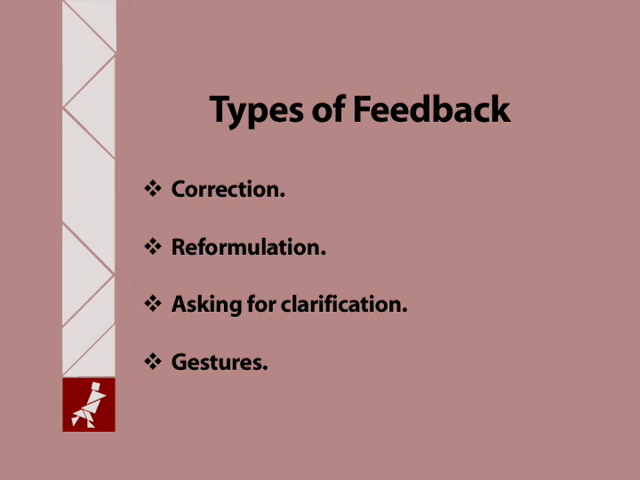 Types of Feedback
❖ Correction.
❖ Reformulation.
❖ Asking for clarification.
❖ Gestures.